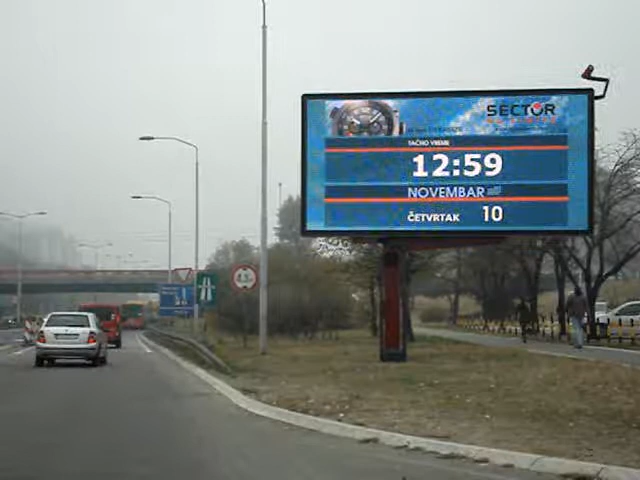 SECTOR
TAČNO VREME
12:59
NOVEMBAR
ČETVRTAK 10